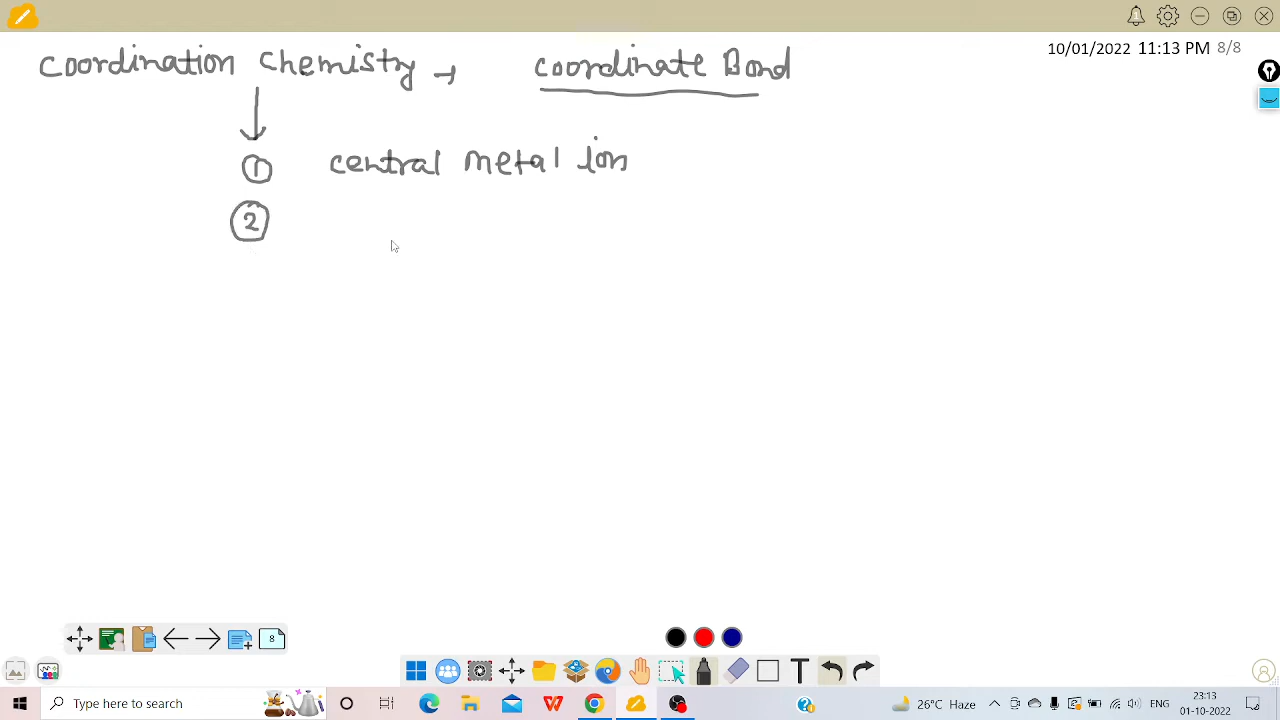 10/01/2022 11:13 PM 8/8
Coordination Chemistry → Coordinate Bond
① Central Metal ion
②
8
Type here to search
26°C Haze
ENG
23:13
01-10-2022